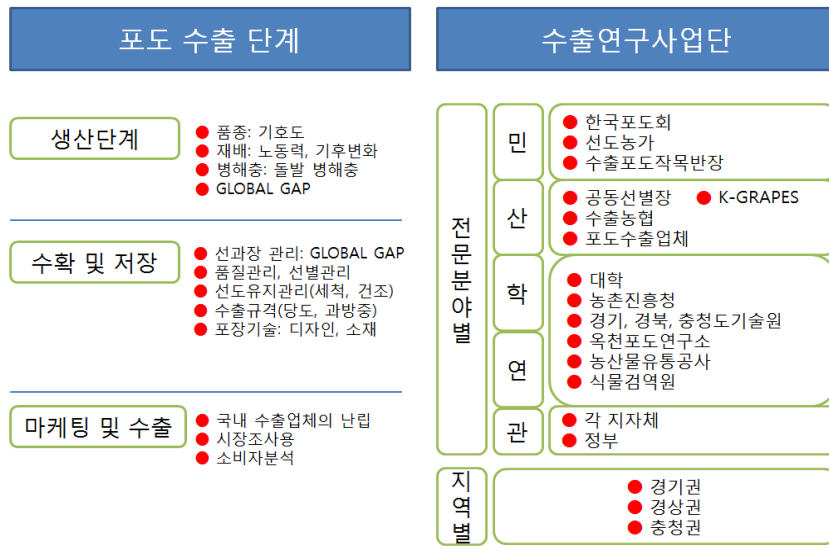 포도 수출 단계
생산단계
● 품종: 기호도
● 재배: 노동력, 기후변화
● 병해충: 돌발 병해충
● GLOBAL GAP
수확 및 저장
● 선과장 관리: GLOBAL GAP
● 품질관리, 선별관리
● 선도유지관리(세척, 건조)
● 수출규격(당도, 과방중)
● 포장기술: 디자인, 소재
마케팅 및 수출
● 국내 수출업체의 난립
● 시장조사용
● 소비자분석
수출연구사업단
전문분야별
민
● 한국포도회
● 선도농가
● 수출포도작목반장
산
● 공동선별장 ● K-GRAPES
● 수출농협
● 포도수출업체
학
연
● 대학
● 농촌진흥청
● 경기, 경북, 충청도기술원
● 옥천포도연구소
● 농산물유통공사
● 식물검역원
관
● 각 지자체
● 정부
지역별
● 경기권
● 경상권
● 충청권